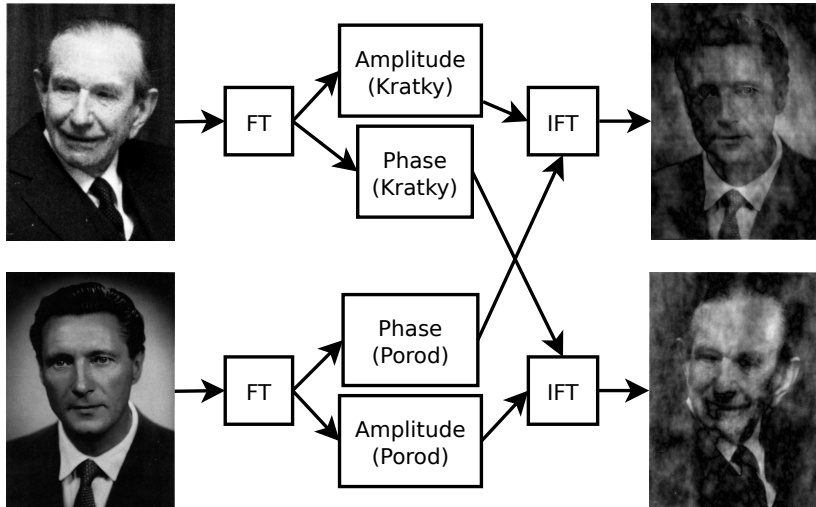 FT
Amplitude
(Kratky)
Phase
(Kratky)
IFT
FT
Phase
(Porod)
Amplitude
(Porod)
IFT